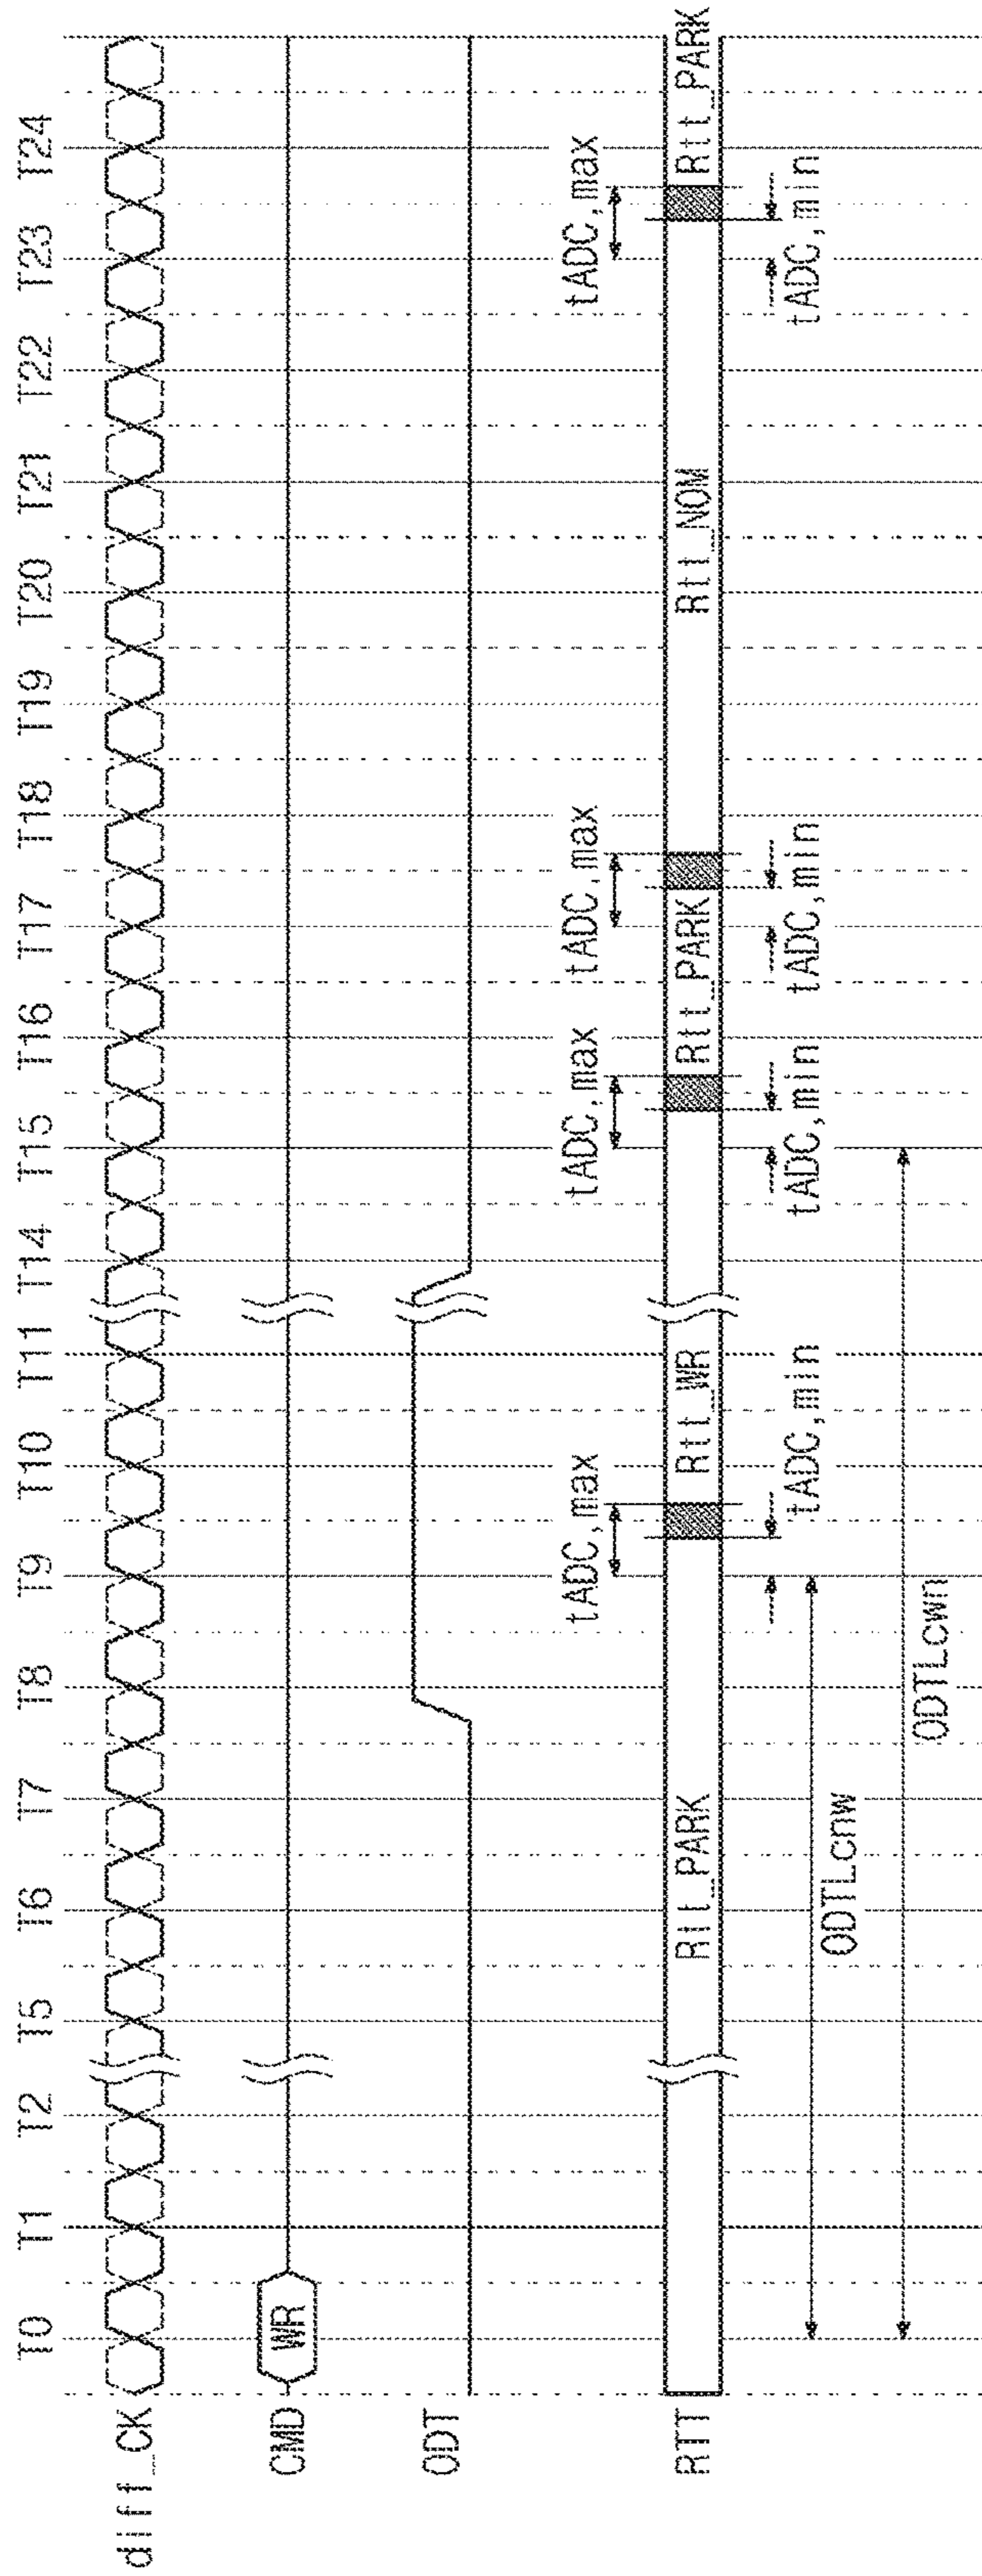 T0 T1 T2 T5 T6 T7 T8 T9 T10 T11 T14 T15 T16 T17 T18 T19 T20 T21 T22 T23 T24
diff_CK
CMD WR
ODT
tADC,max tADC,max tADC,max tADC,max
RTT Rtt_PARK Rtt_WR Rtt_PARK Rtt_NOM Rtt_PARK
tADC,min tADC,min tADC,min tADC,min
ODTLcnw
ODTLcwn